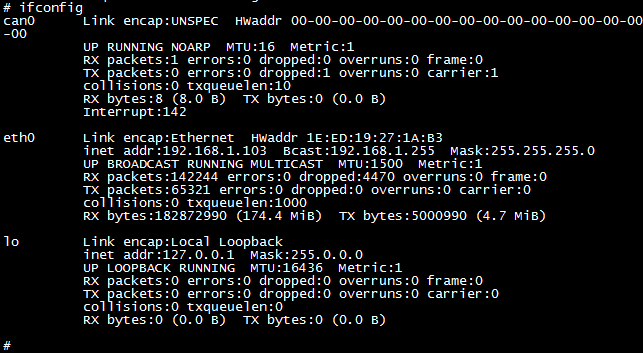 # ifconfig
can0      Link encap:UNSPEC  HWaddr 00-00-00-00-00-00-00-00-00-00-00-00-00-00-00
-00
          UP RUNNING NOARP  MTU:16  Metric:1
          RX packets:1 errors:0 dropped:0 overruns:0 frame:0
          TX packets:0 errors:0 dropped:1 overruns:0 carrier:1
          collisions:0 txqueuelen:10
          RX bytes:8 (8.0 B)  TX bytes:0 (0.0 B)
          Interrupt:142
eth0      Link encap:Ethernet  HWaddr 1E:ED:19:27:1A:B3
          inet addr:192.168.1.103  Bcast:192.168.1.255  Mask:255.255.255.0
          UP BROADCAST RUNNING MULTICAST  MTU:1500  Metric:1
          RX packets:142244 errors:0 dropped:4470 overruns:0 frame:0
          TX packets:65321 errors:0 dropped:0 overruns:0 carrier:0
          collisions:0 txqueuelen:1000
          RX bytes:182872990 (174.4 MiB)  TX bytes:5000990 (4.7 MiB)
lo        Link encap:Local Loopback
          inet addr:127.0.0.1  Mask:255.0.0.0
          UP LOOPBACK RUNNING  MTU:16436  Metric:1
          RX packets:0 errors:0 dropped:0 overruns:0 frame:0
          TX packets:0 errors:0 dropped:0 overruns:0 carrier:0
          collisions:0 txqueuelen:0
          RX bytes:0 (0.0 B)  TX bytes:0 (0.0 B)
#